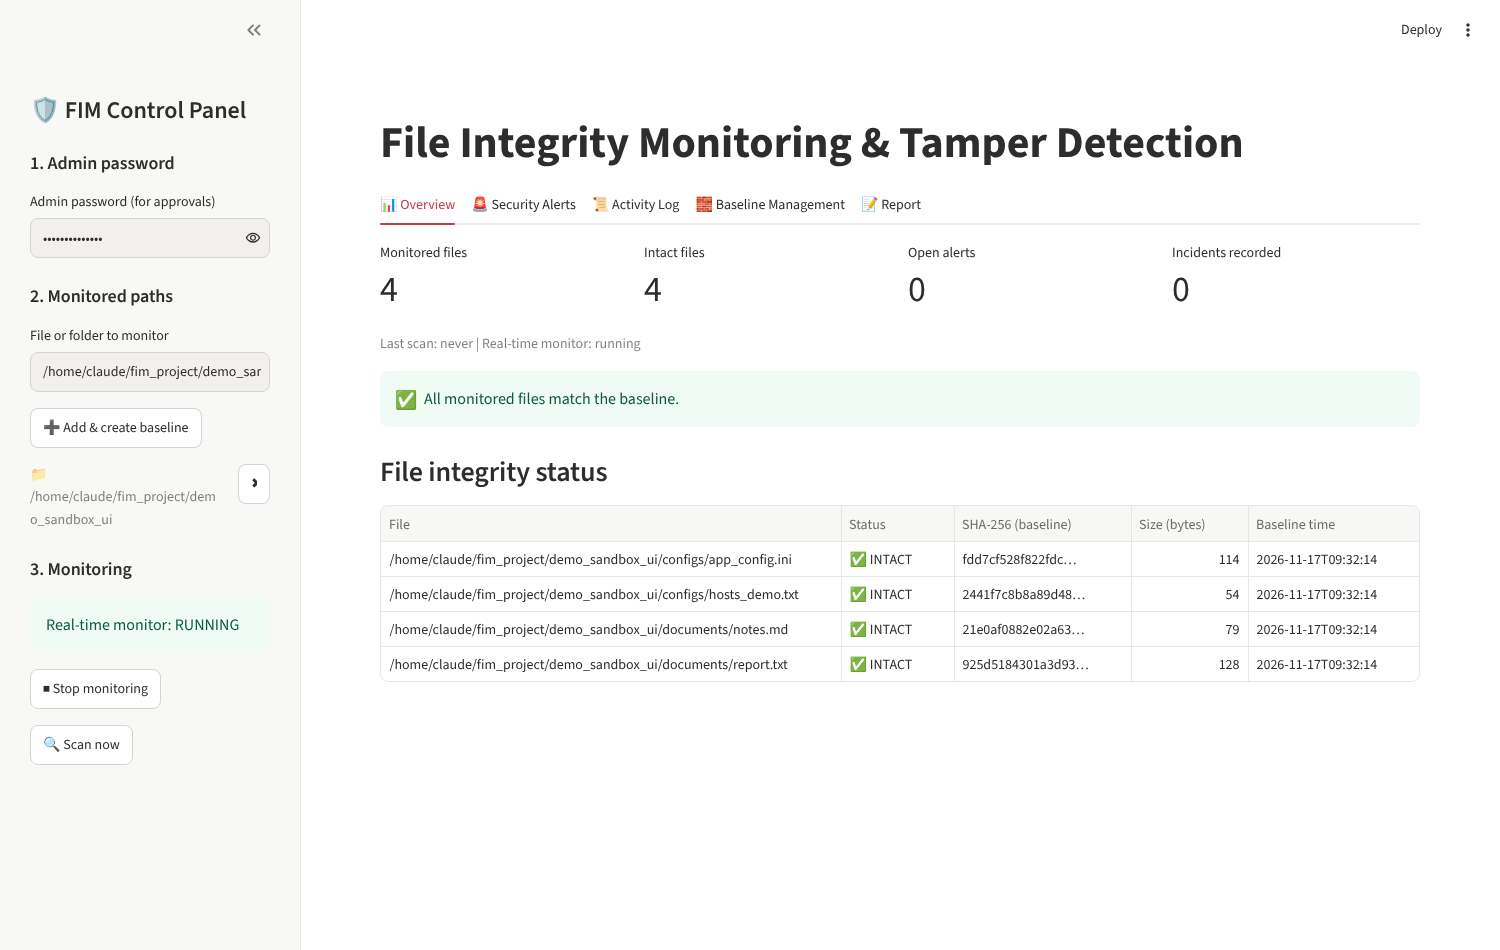 Deploy
🛡️ FIM Control Panel
1. Admin password
Admin password (for approvals)
••••••••••••••
2. Monitored paths
File or folder to monitor
/home/claude/fim_project/demo_sar
➕ Add & create baseline
📁
/home/claude/fim_project/dem
o_sandbox_ui
3. Monitoring
Real-time monitor: RUNNING
⏹ Stop monitoring
🔍 Scan now
File Integrity Monitoring & Tamper Detection
📊 Overview 🚨 Security Alerts 📜 Activity Log 🧱 Baseline Management 📝 Report
Monitored files Intact files Open alerts Incidents recorded
4 4 0 0
Last scan: never | Real-time monitor: running
✅ All monitored files match the baseline.
File integrity status
File Status SHA-256 (baseline) Size (bytes) Baseline time
/home/claude/fim_project/demo_sandbox_ui/configs/app_config.ini ✅ INTACT fdd7cf528f822fdc… 114 2026-11-17T09:32:14
/home/claude/fim_project/demo_sandbox_ui/configs/hosts_demo.txt ✅ INTACT 2441f7c8b8a89d48… 54 2026-11-17T09:32:14
/home/claude/fim_project/demo_sandbox_ui/documents/notes.md ✅ INTACT 21e0af0882e02a63… 79 2026-11-17T09:32:14
/home/claude/fim_project/demo_sandbox_ui/documents/report.txt ✅ INTACT 925d5184301a3d93… 128 2026-11-17T09:32:14